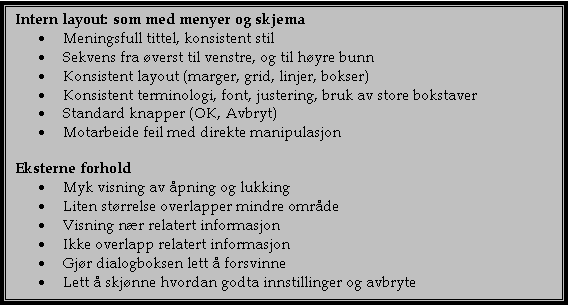 Intern layout: som med menyer og skjema
• Meningsfull tittel, konsistent stil
• Sekvens fra øverst til venstre, og til høyre bunn
• Konsistent layout (marger, grid, linjer, bokser)
• Konsistent terminologi, font, justering, bruk av store bokstaver
• Standard knapper (OK, Avbryt)
• Motarbeide feil med direkte manipulasjon
Eksterne forhold
• Myk visning av åpning og lukking
• Liten størrelse overlapper mindre område
• Visning nær relatert informasjon
• Ikke overlapp relatert informasjon
• Gjør dialogboksen lett å forsvinne
• Lett å skjønne hvordan godta innstillinger og avbryte